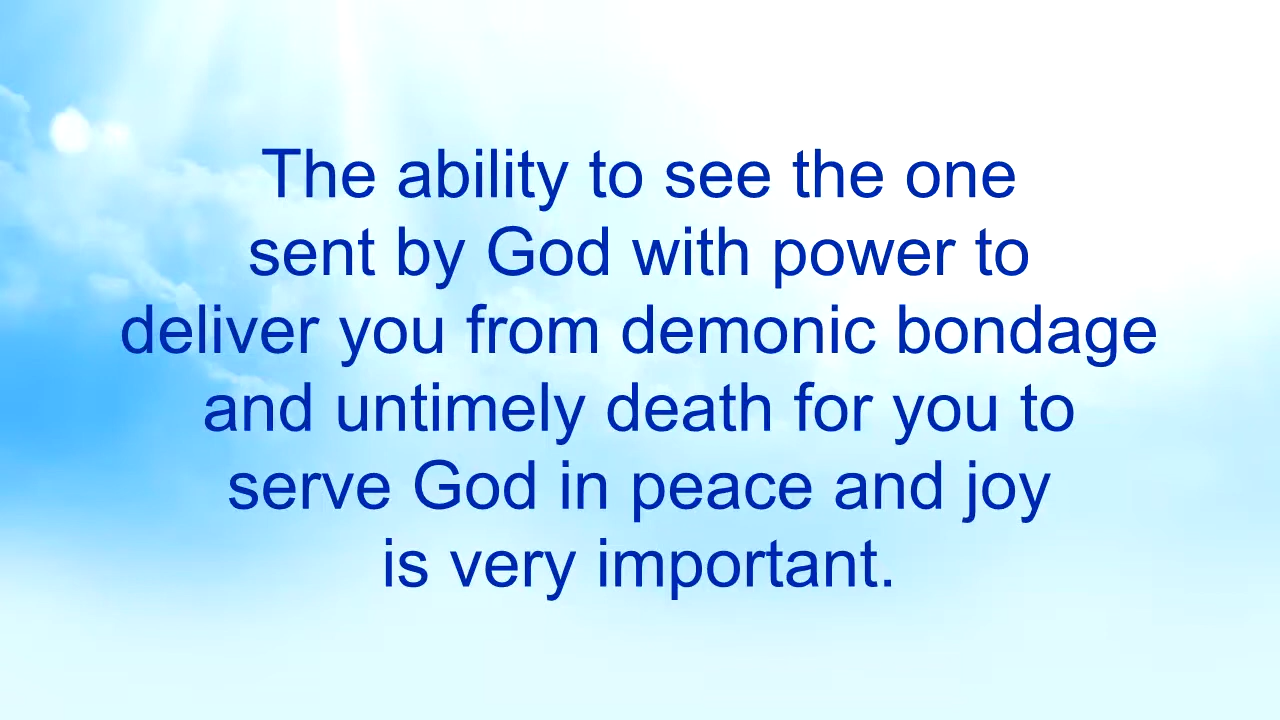 The ability to see the one
sent by God with power to
deliver you from demonic bondage
and untimely death for you to
serve God in peace and joy
is very important.